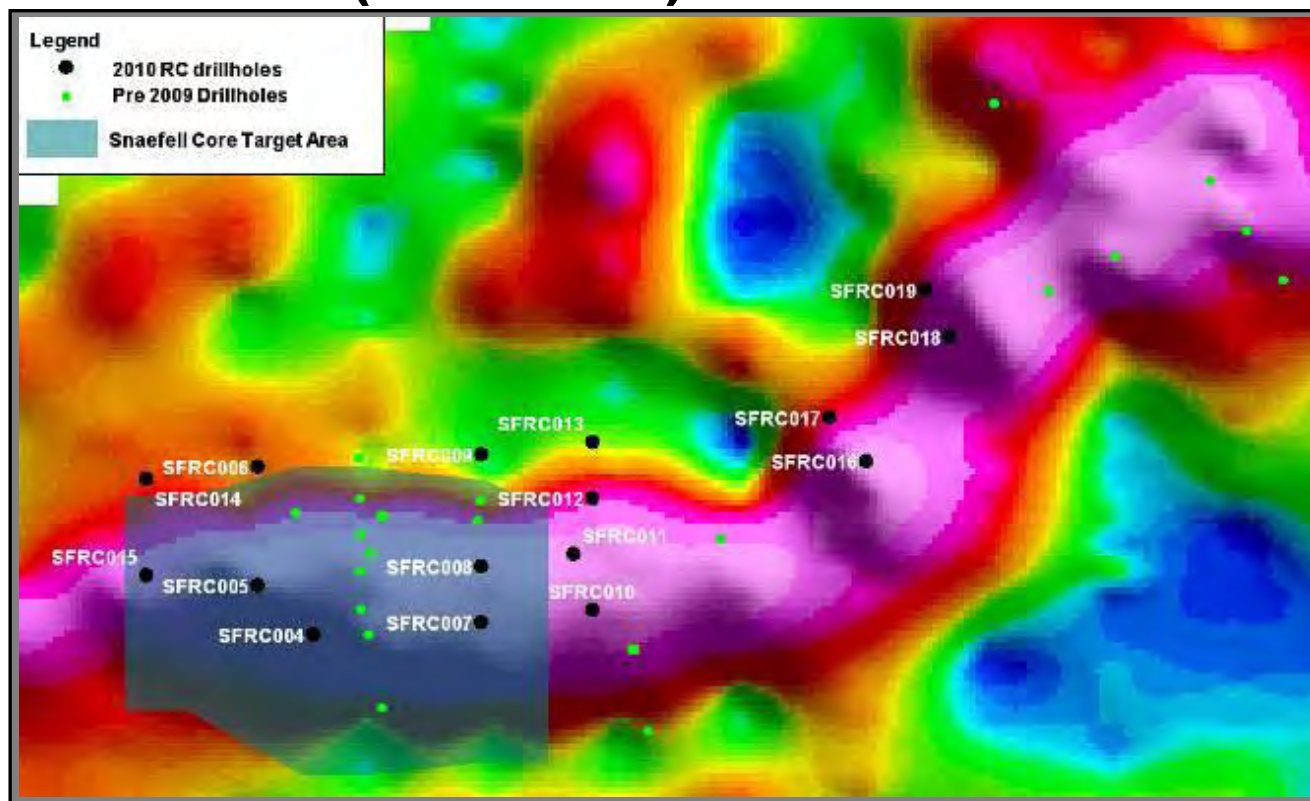 Legend
2010 RC drillholes
Pre 2009 Drillholes
Snaefell Core Target Area
SFRC019
SFRC018
SFRC017
SFRC013
SFRC009
SFRC016
SFRC006
SFRC014
SFRC012
SFRC011
SFRC015
SFRC008
SFRC005
SFRC010
SFRC007
SFRC004